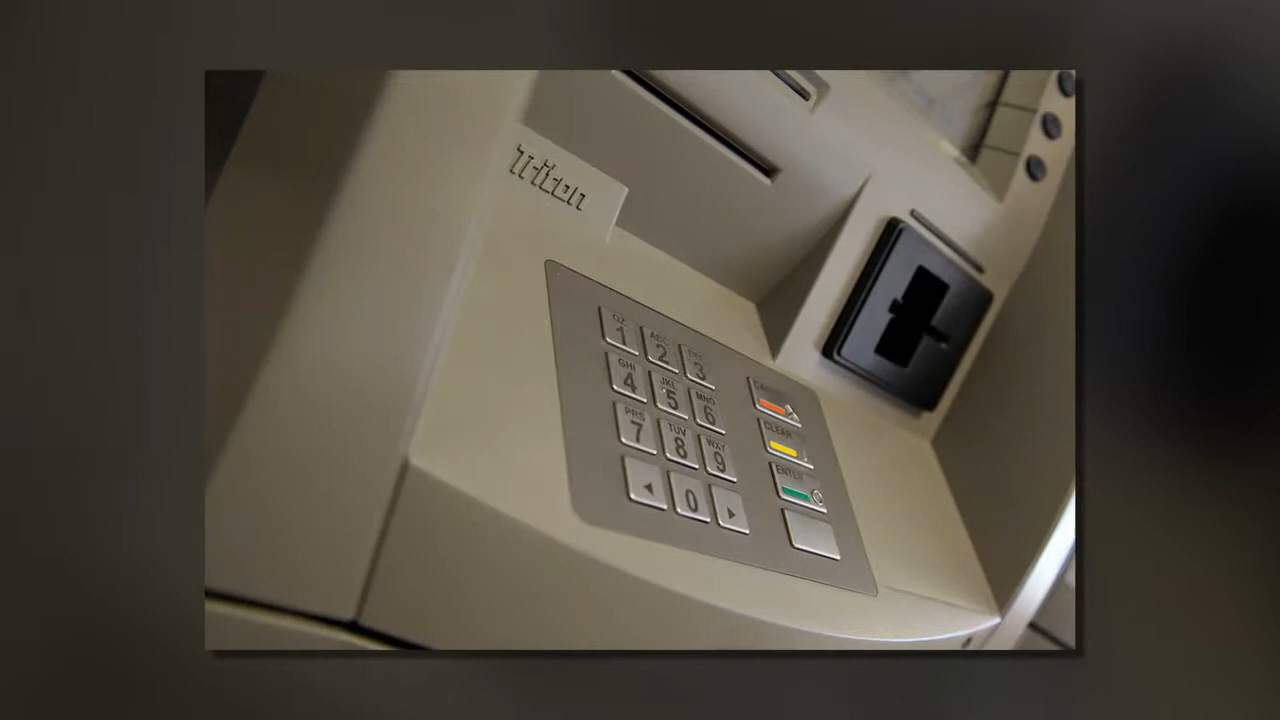 Triton
QZ ABC DEF
1 2 3
GHI JKL MNO
4 5 6
PRS TUV WXY
7 8 9
0
CLEAR
ENTER